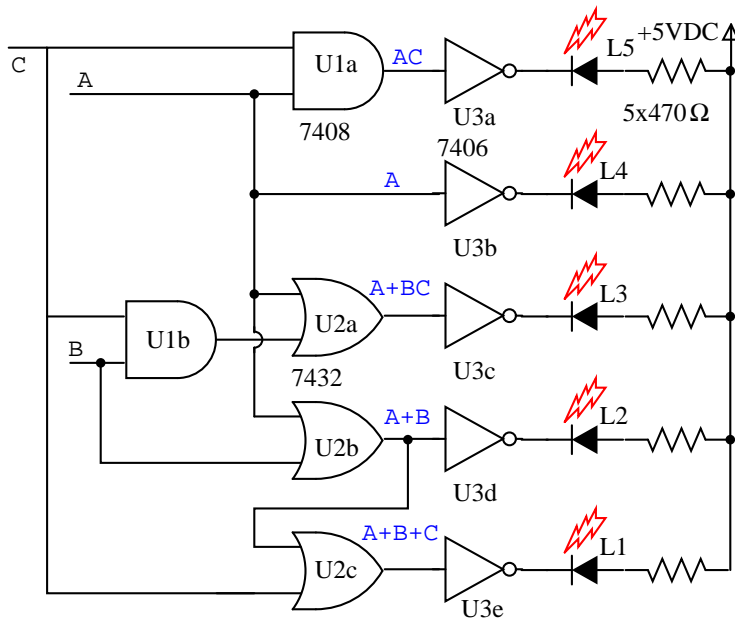 C
A
U1a
7408
AC
U3a
7406
L5
+5VDC
5x470Ω
A
U3b
L4
B
U1b
U2a
7432
A+BC
U3c
L3
U2b
A+B
U3d
L2
U2c
A+B+C
U3e
L1